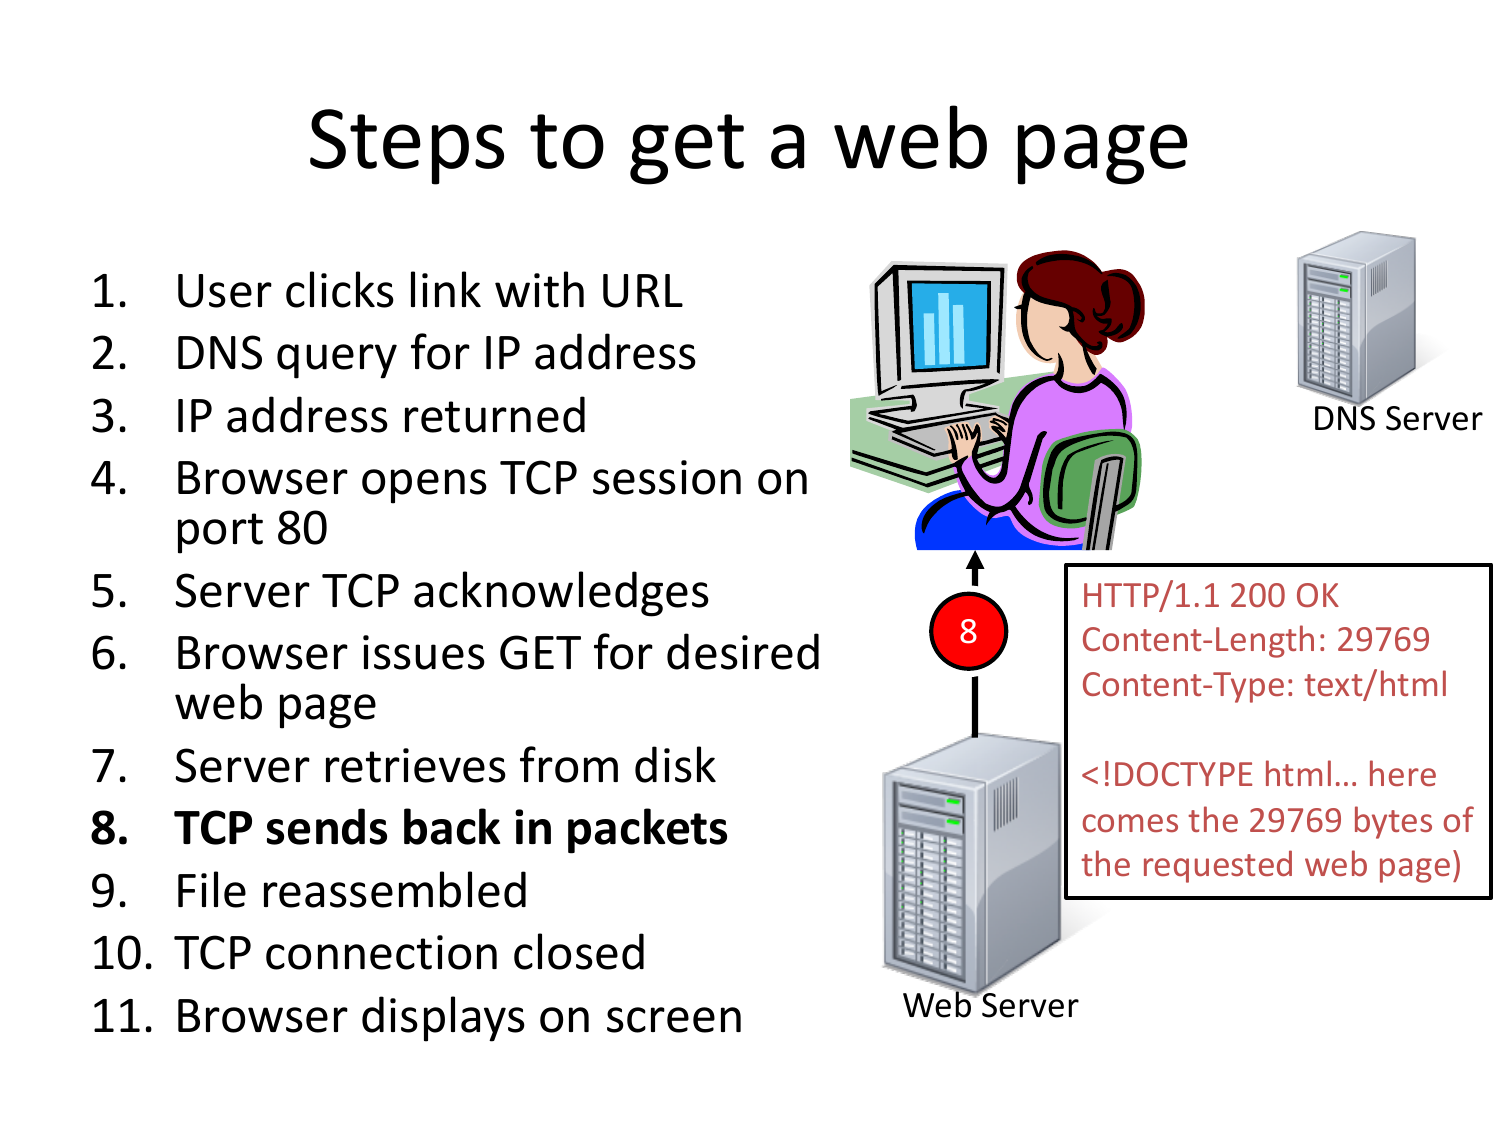 Steps to get a web page
1. User clicks link with URL
2. DNS query for IP address
3. IP address returned
4. Browser opens TCP session on
port 80
5. Server TCP acknowledges
6. Browser issues GET for desired
web page
7. Server retrieves from disk
8. TCP sends back in packets
9. File reassembled
10. TCP connection closed
11. Browser displays on screen
DNS Server
8
HTTP/1.1 200 OK
Content-Length: 29769
Content-Type: text/html
<!DOCTYPE html… here
comes the 29769 bytes of
the requested web page)
Web Server